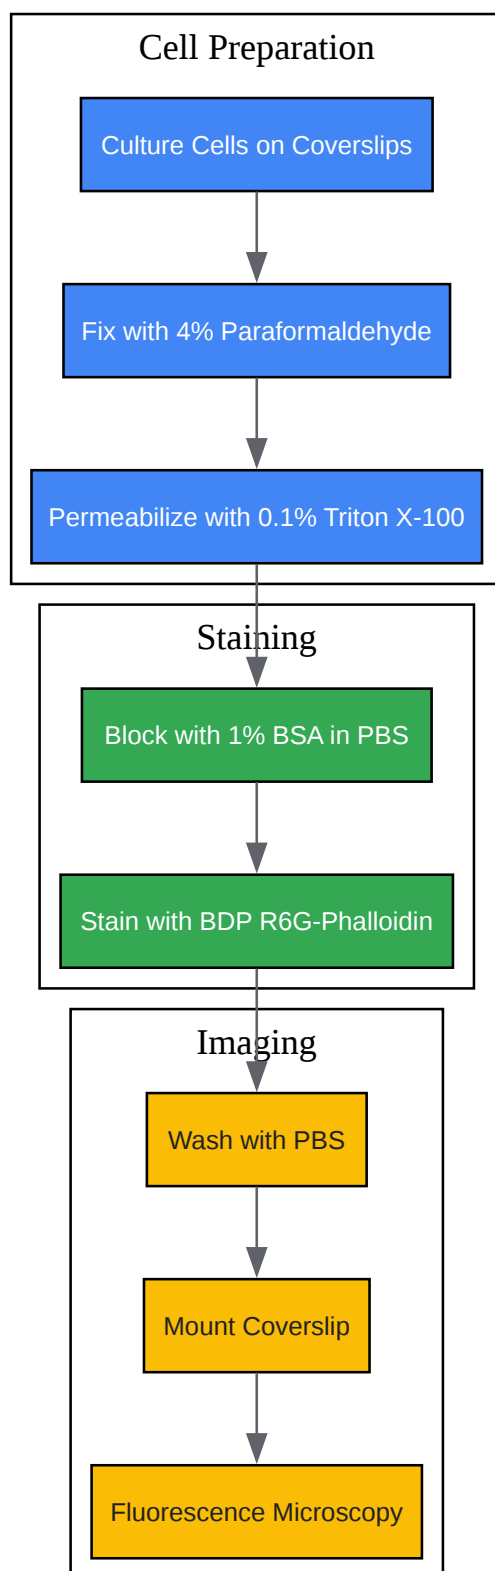 Cell Preparation
Culture Cells on Coverslips
Fix with 4% Paraformaldehyde
Permeabilize with 0.1% Triton X-100
Staining
Block with 1% BSA in PBS
Stain with BDP R6G-Phalloidin
Imaging
Wash with PBS
Mount Coverslip
Fluorescence Microscopy